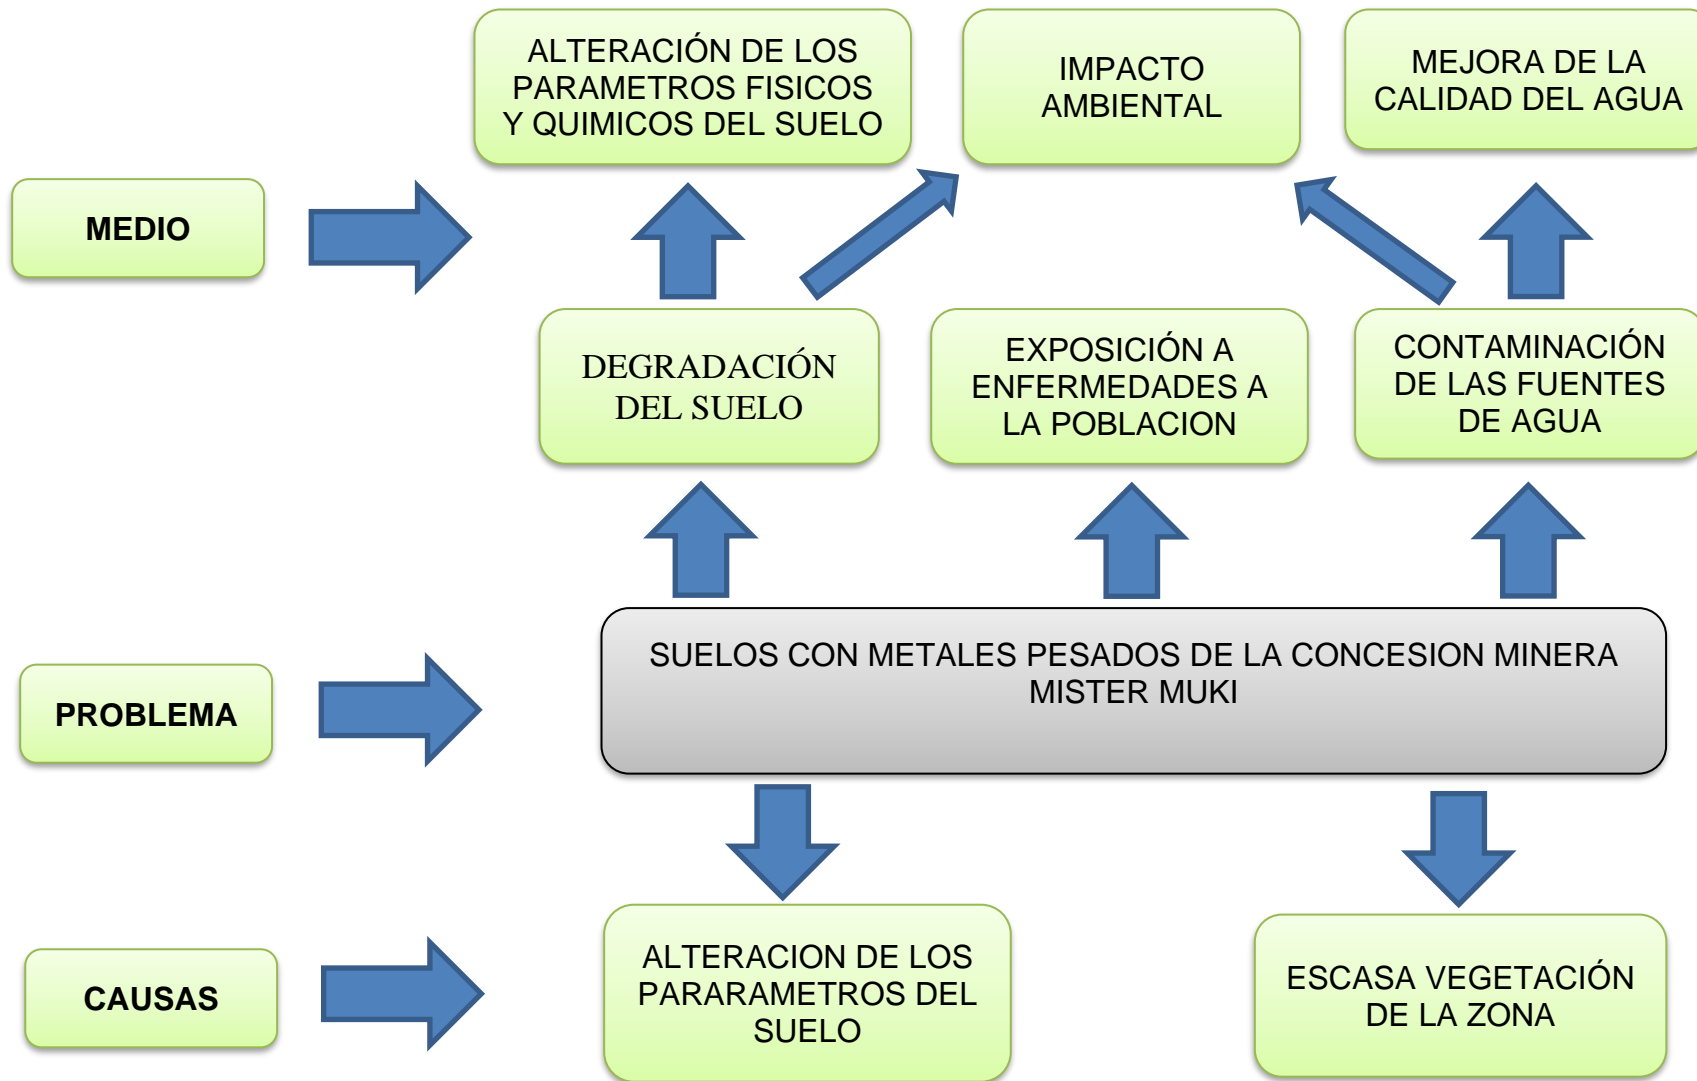 ALTERACIÓN DE LOS
PARAMETROS FISICOS
Y QUIMICOS DEL SUELO
IMPACTO
AMBIENTAL
MEJORA DE LA
CALIDAD DEL AGUA
MEDIO
DEGRADACIÓN
DEL SUELO
EXPOSICIÓN A
ENFERMEDADES A
LA POBLACION
CONTAMINACIÓN
DE LAS FUENTES
DE AGUA
PROBLEMA
SUELOS CON METALES PESADOS DE LA CONCESION MINERA
MISTER MUKI
CAUSAS
ALTERACION DE LOS
PARARAMETROS DEL
SUELO
ESCASA VEGETACIÓN
DE LA ZONA